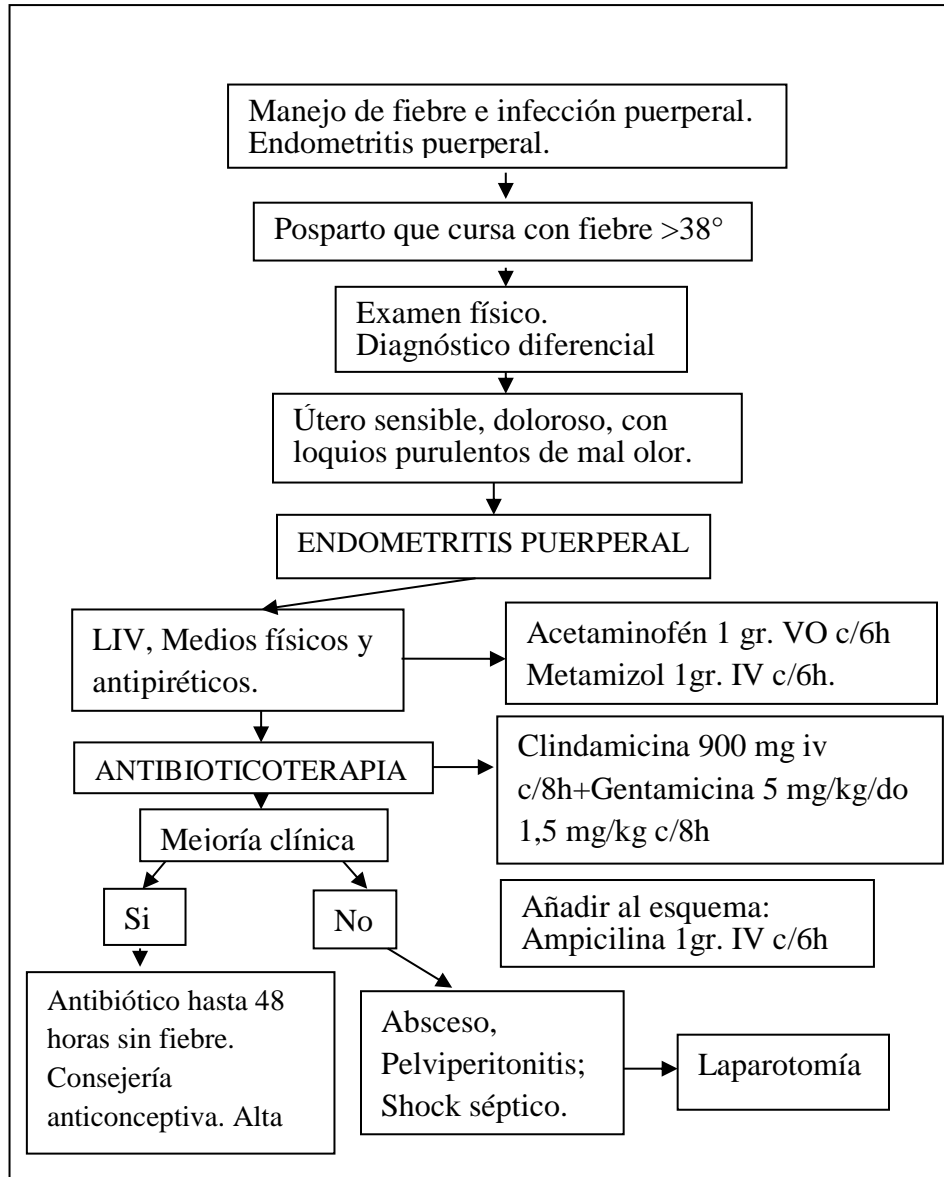 Manejo de fiebre e infección puerperal.
Endometritis puerperal.
Posparto que cursa con fiebre >38°
Examen físico.
Diagnóstico diferencial
Útero sensible, doloroso, con
loquios purulentos de mal olor.
ENDOMETRITIS PUERPERAL
LIV, Medios físicos y
antipiréticos.
Acetaminofén 1 gr. VO c/6h
Metamizol 1gr. IV c/6h.
ANTIBIOTICOTERAPIA
Clindamicina 900 mg iv
c/8h+Gentamicina 5 mg/kg/do
1,5 mg/kg c/8h
Mejoría clínica
Si
No
Añadir al esquema:
Ampicilina 1gr. IV c/6h
Antibiótico hasta 48
horas sin fiebre.
Consejería
anticonceptiva. Alta
Absceso,
Pelviperitonitis;
Shock séptico.
Laparotomía